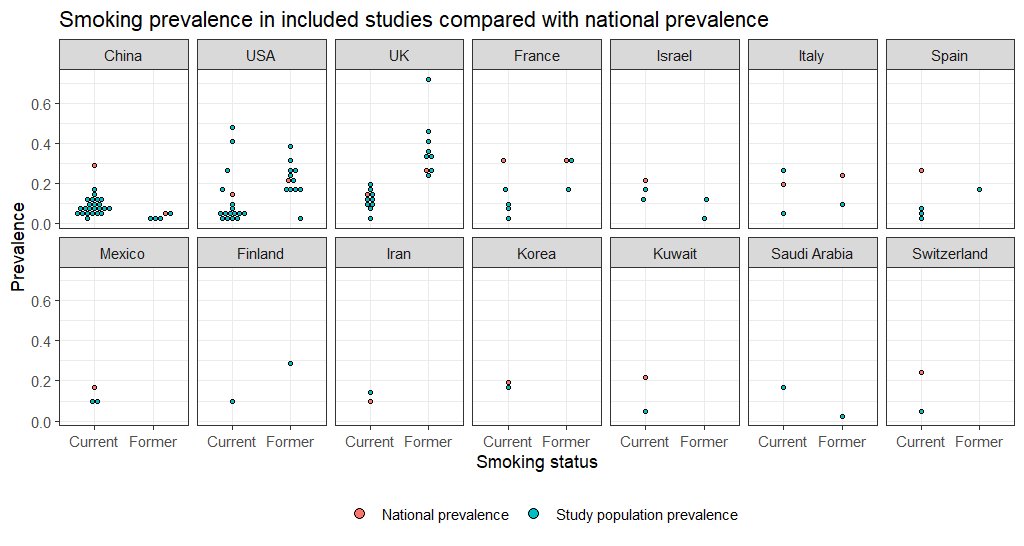 Smoking prevalence in included studies compared with national prevalence
China USA UK France Israel Italy Spain
0.6
0.4
0.2
0.0
Prevalence
Mexico Finland Iran Korea Kuwait Saudi Arabia Switzerland
0.6
0.4
0.2
0.0
Current Former Current Former Current Former Current Former Current Former Current Former Current Former
Smoking status
National prevalence Study population prevalence